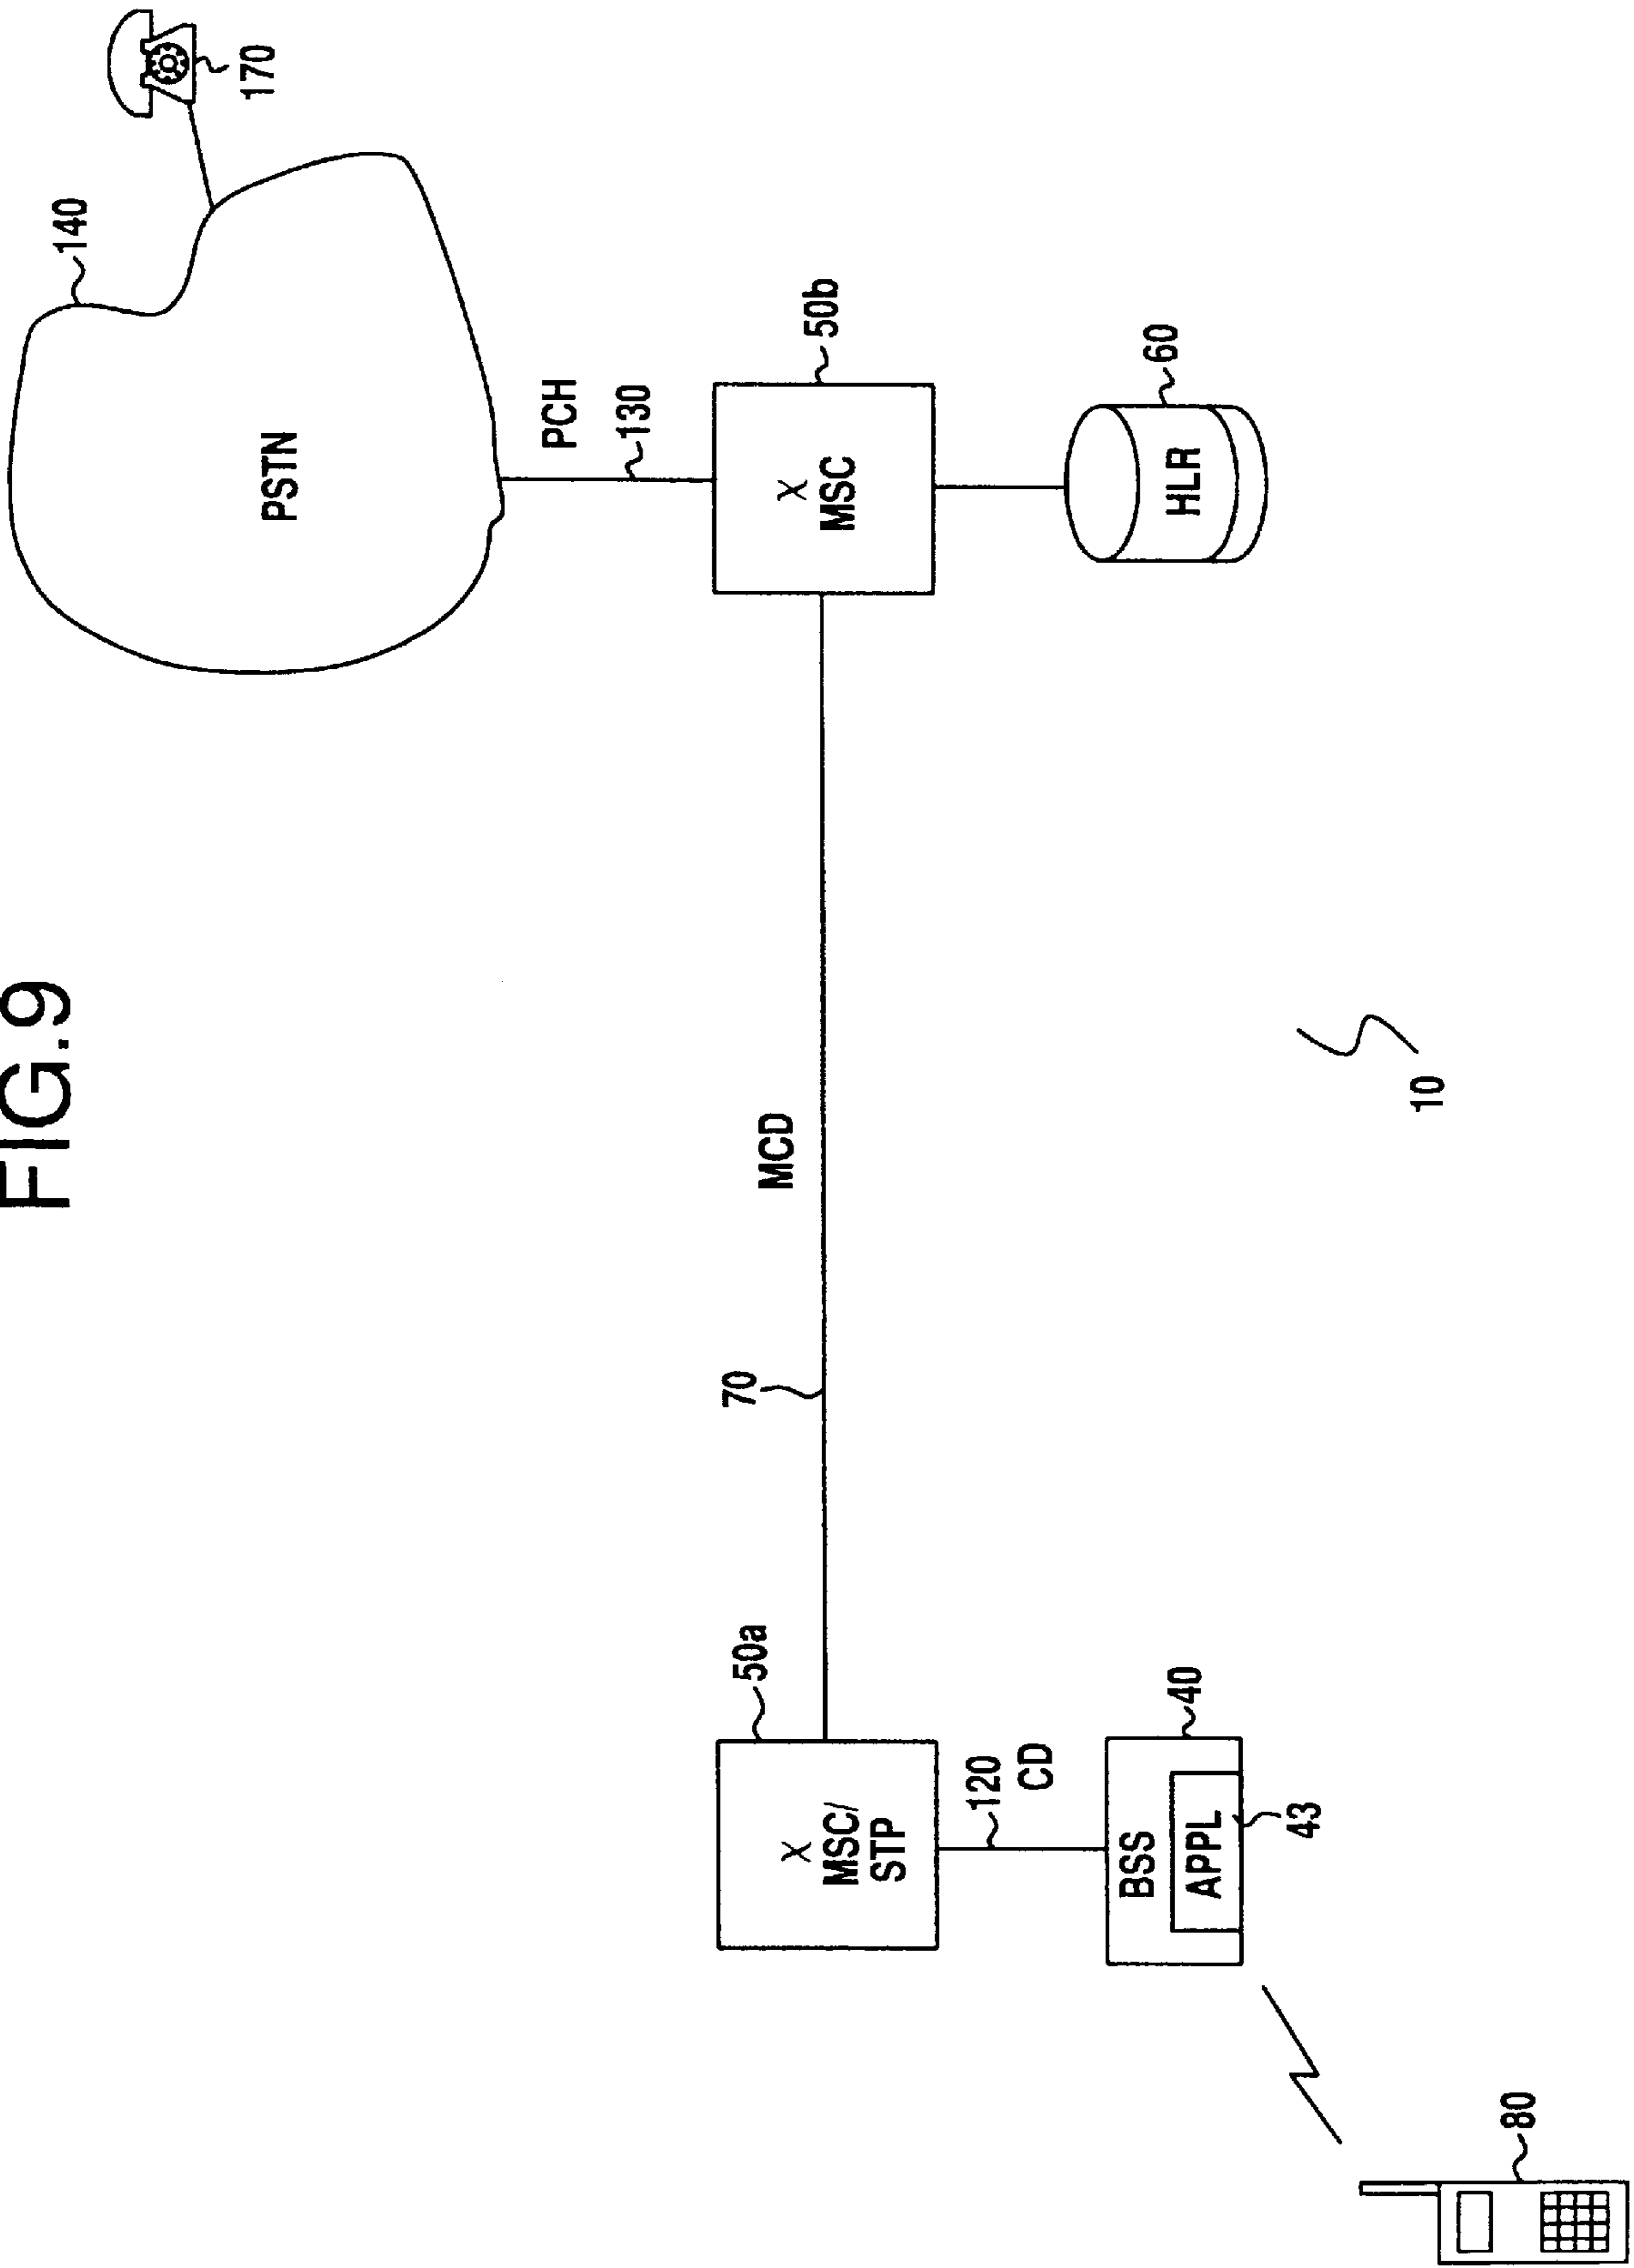 FIG.9
140
170
PSTN
PCH
130
50b
χ
MSC
60
HLR
MCD
70
50a
χ
MSC/
STP
120
CD
40
BSS
APPL
43
80
10